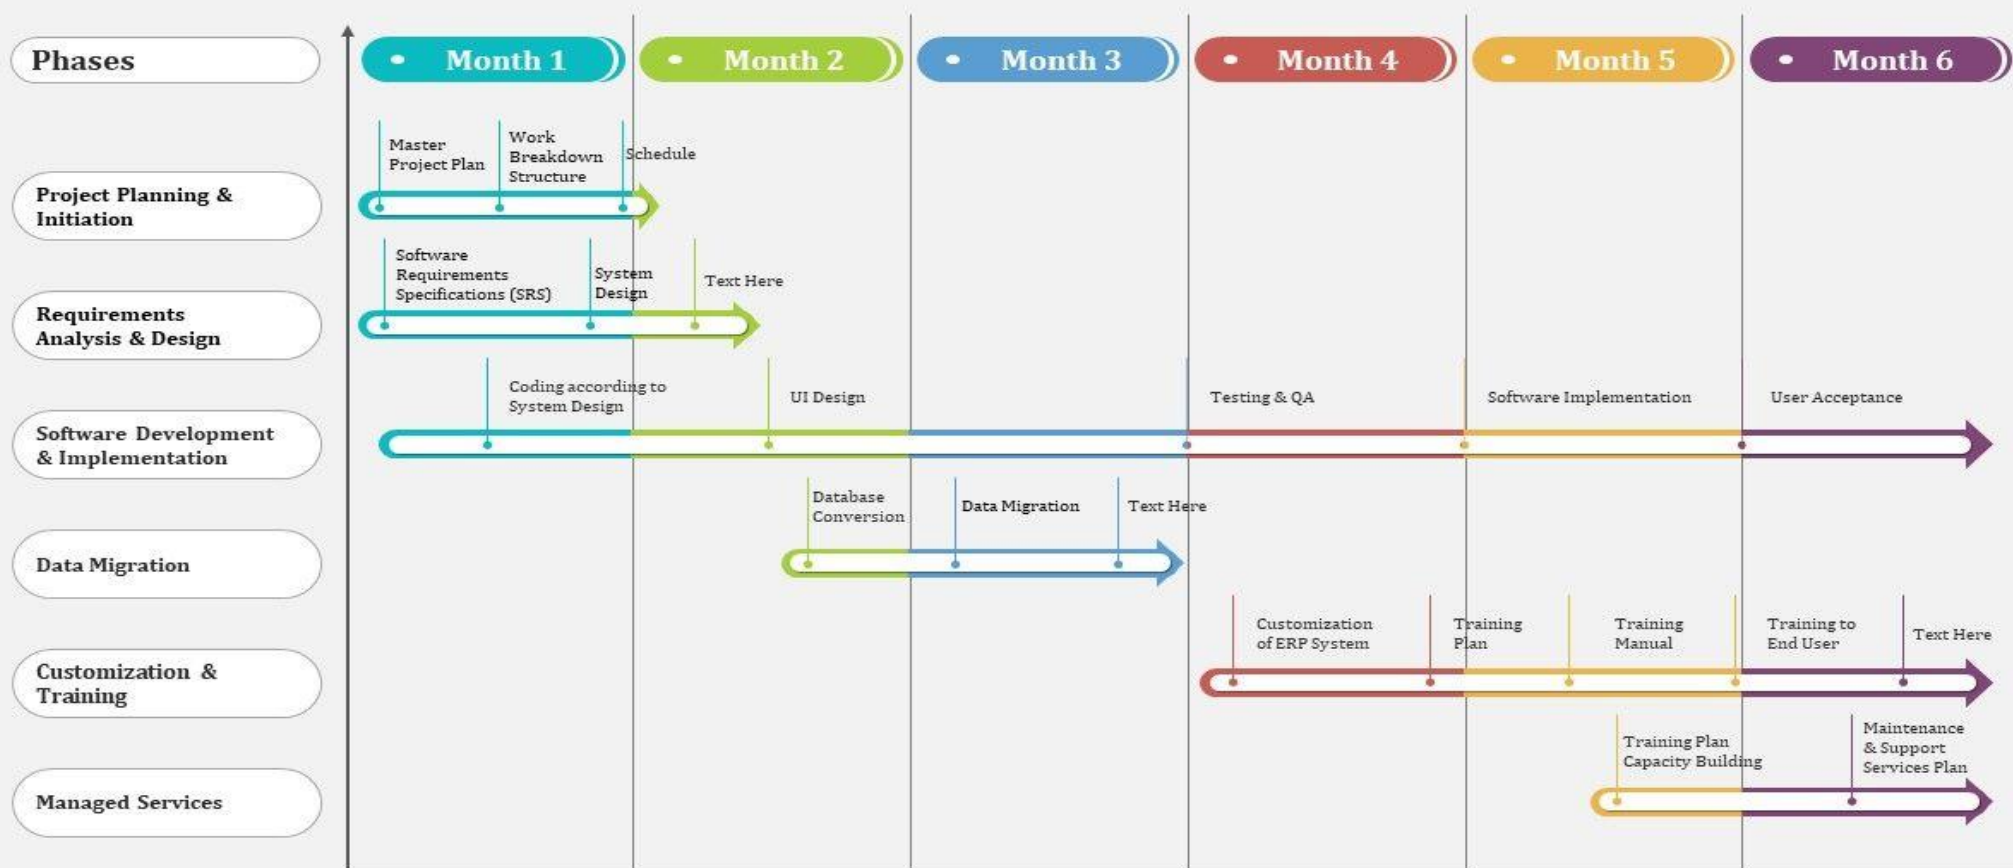 Phases
Month 1
Month 2
Month 3
Month 4
Month 5
Month 6
Project Planning &
Initiation
Master
Project Plan
Work
Breakdown
Structure
Schedule
Requirements
Analysis & Design
Software
Requirements
Specifications (SRS)
System
Design
Text Here
Software Development
& Implementation
Coding according to
System Design
UI Design
Testing & QA
Software Implementation
User Acceptance
Data Migration
Database
Conversion
Data Migration
Text Here
Customization &
Training
Customization
of ERP System
Training
Plan
Training
Manual
Training to
End User
Text Here
Managed Services
Training Plan
Capacity Building
Maintenance
& Support
Services Plan